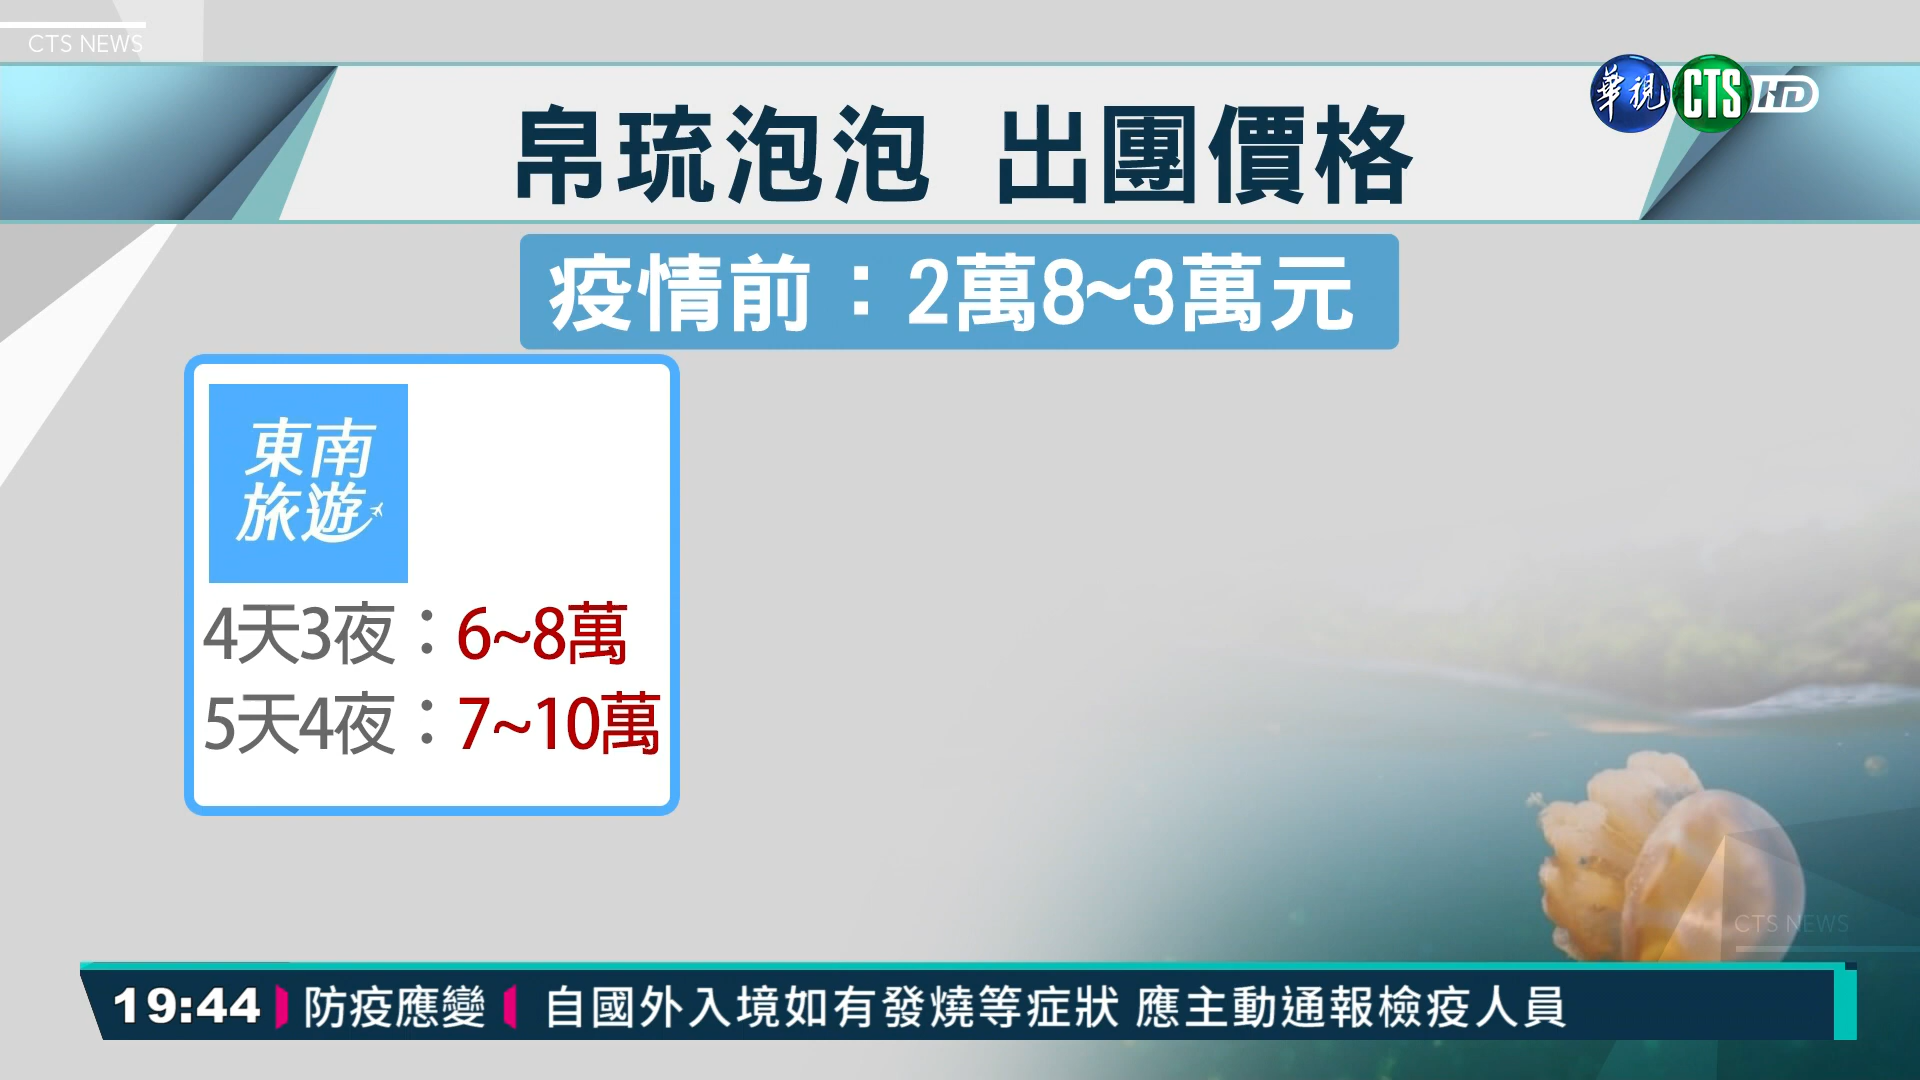 CTS NEWS
華視 CTS HD
帛琉泡泡 出團價格
疫情前：2萬8~3萬元
東南
旅遊
4天3夜：6~8萬
5天4夜：7~10萬
CTS NEWS
19:44 防疫應變 自國外入境如有發燒等症狀 應主動通報檢疫人員